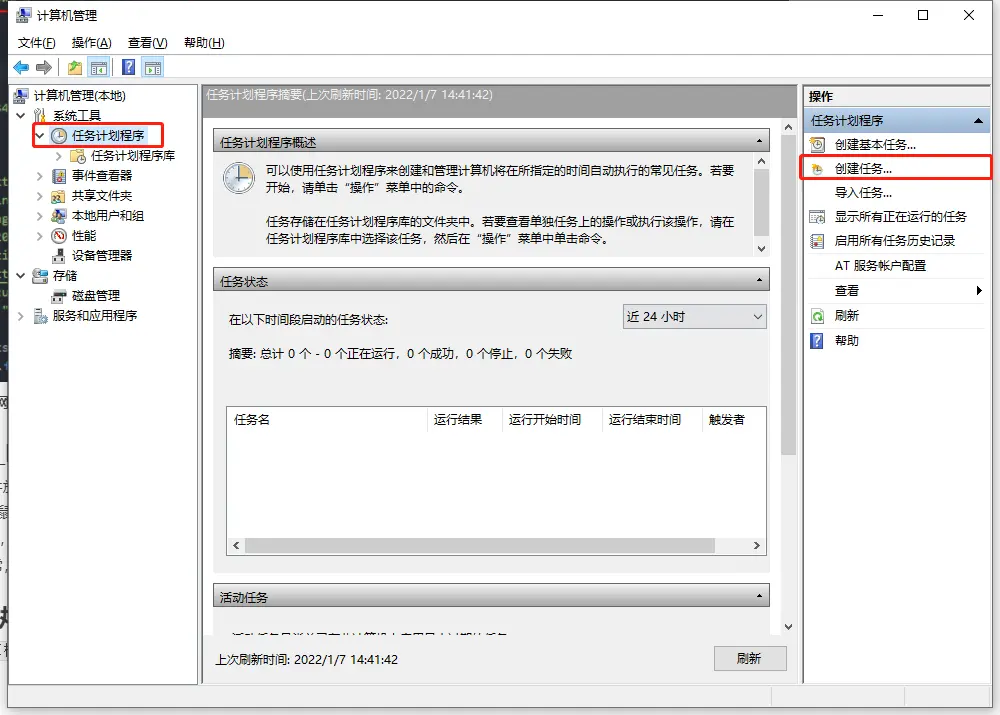 计算机管理
文件(F) 操作(A) 查看(V) 帮助(H)
计算机管理(本地)
系统工具
任务计划程序
任务计划程序库
事件查看器
共享文件夹
本地用户和组
性能
设备管理器
存储
磁盘管理
服务和应用程序
任务计划程序摘要(上次刷新时间: 2022/1/7 14:41:42)
任务计划程序概述
可以使用任务计划程序来创建和管理计算机将在所指定的时间自动执行的常见任务。若要
开始，请单击“操作”菜单中的命令。
任务存储在任务计划程序库的文件夹中。若要查看单独任务上的操作或执行该操作，请在
任务计划程序库中选择该任务，然后在“操作”菜单中单击命令。
任务状态
在以下时间段启动的任务状态:
近 24 小时
摘要: 总计 0 个 - 0 个正在运行，0 个成功，0 个停止，0 个失败
任务名 运行结果 运行开始时间 运行结束时间 触发者
活动任务
上次刷新时间: 2022/1/7 14:41:42
刷新
操作
任务计划程序
创建基本任务...
创建任务...
导入任务...
显示所有正在运行的任务
启用所有任务历史记录
AT 服务帐户配置
查看
刷新
帮助